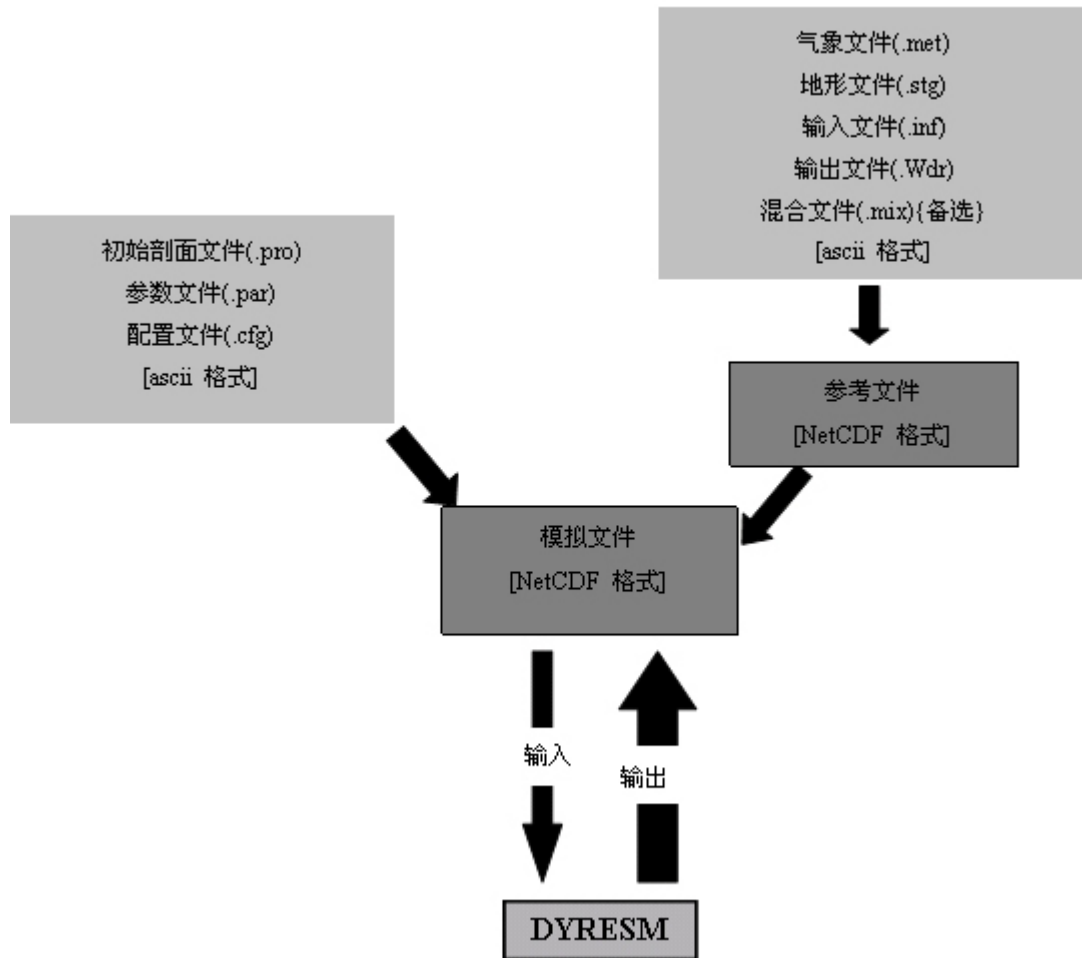 气象文件(.met)
地形文件(.stg)
输入文件(.inf)
输出文件(.Wdr)
混合文件(.mix){备选}
[ascii 格式]
初始剖面文件(.pro)
参数文件(.par)
配置文件(.cfg)
[ascii 格式]
参考文件
[NetCDF 格式]
模拟文件
[NetCDF 格式]
输入
输出
DYRESM